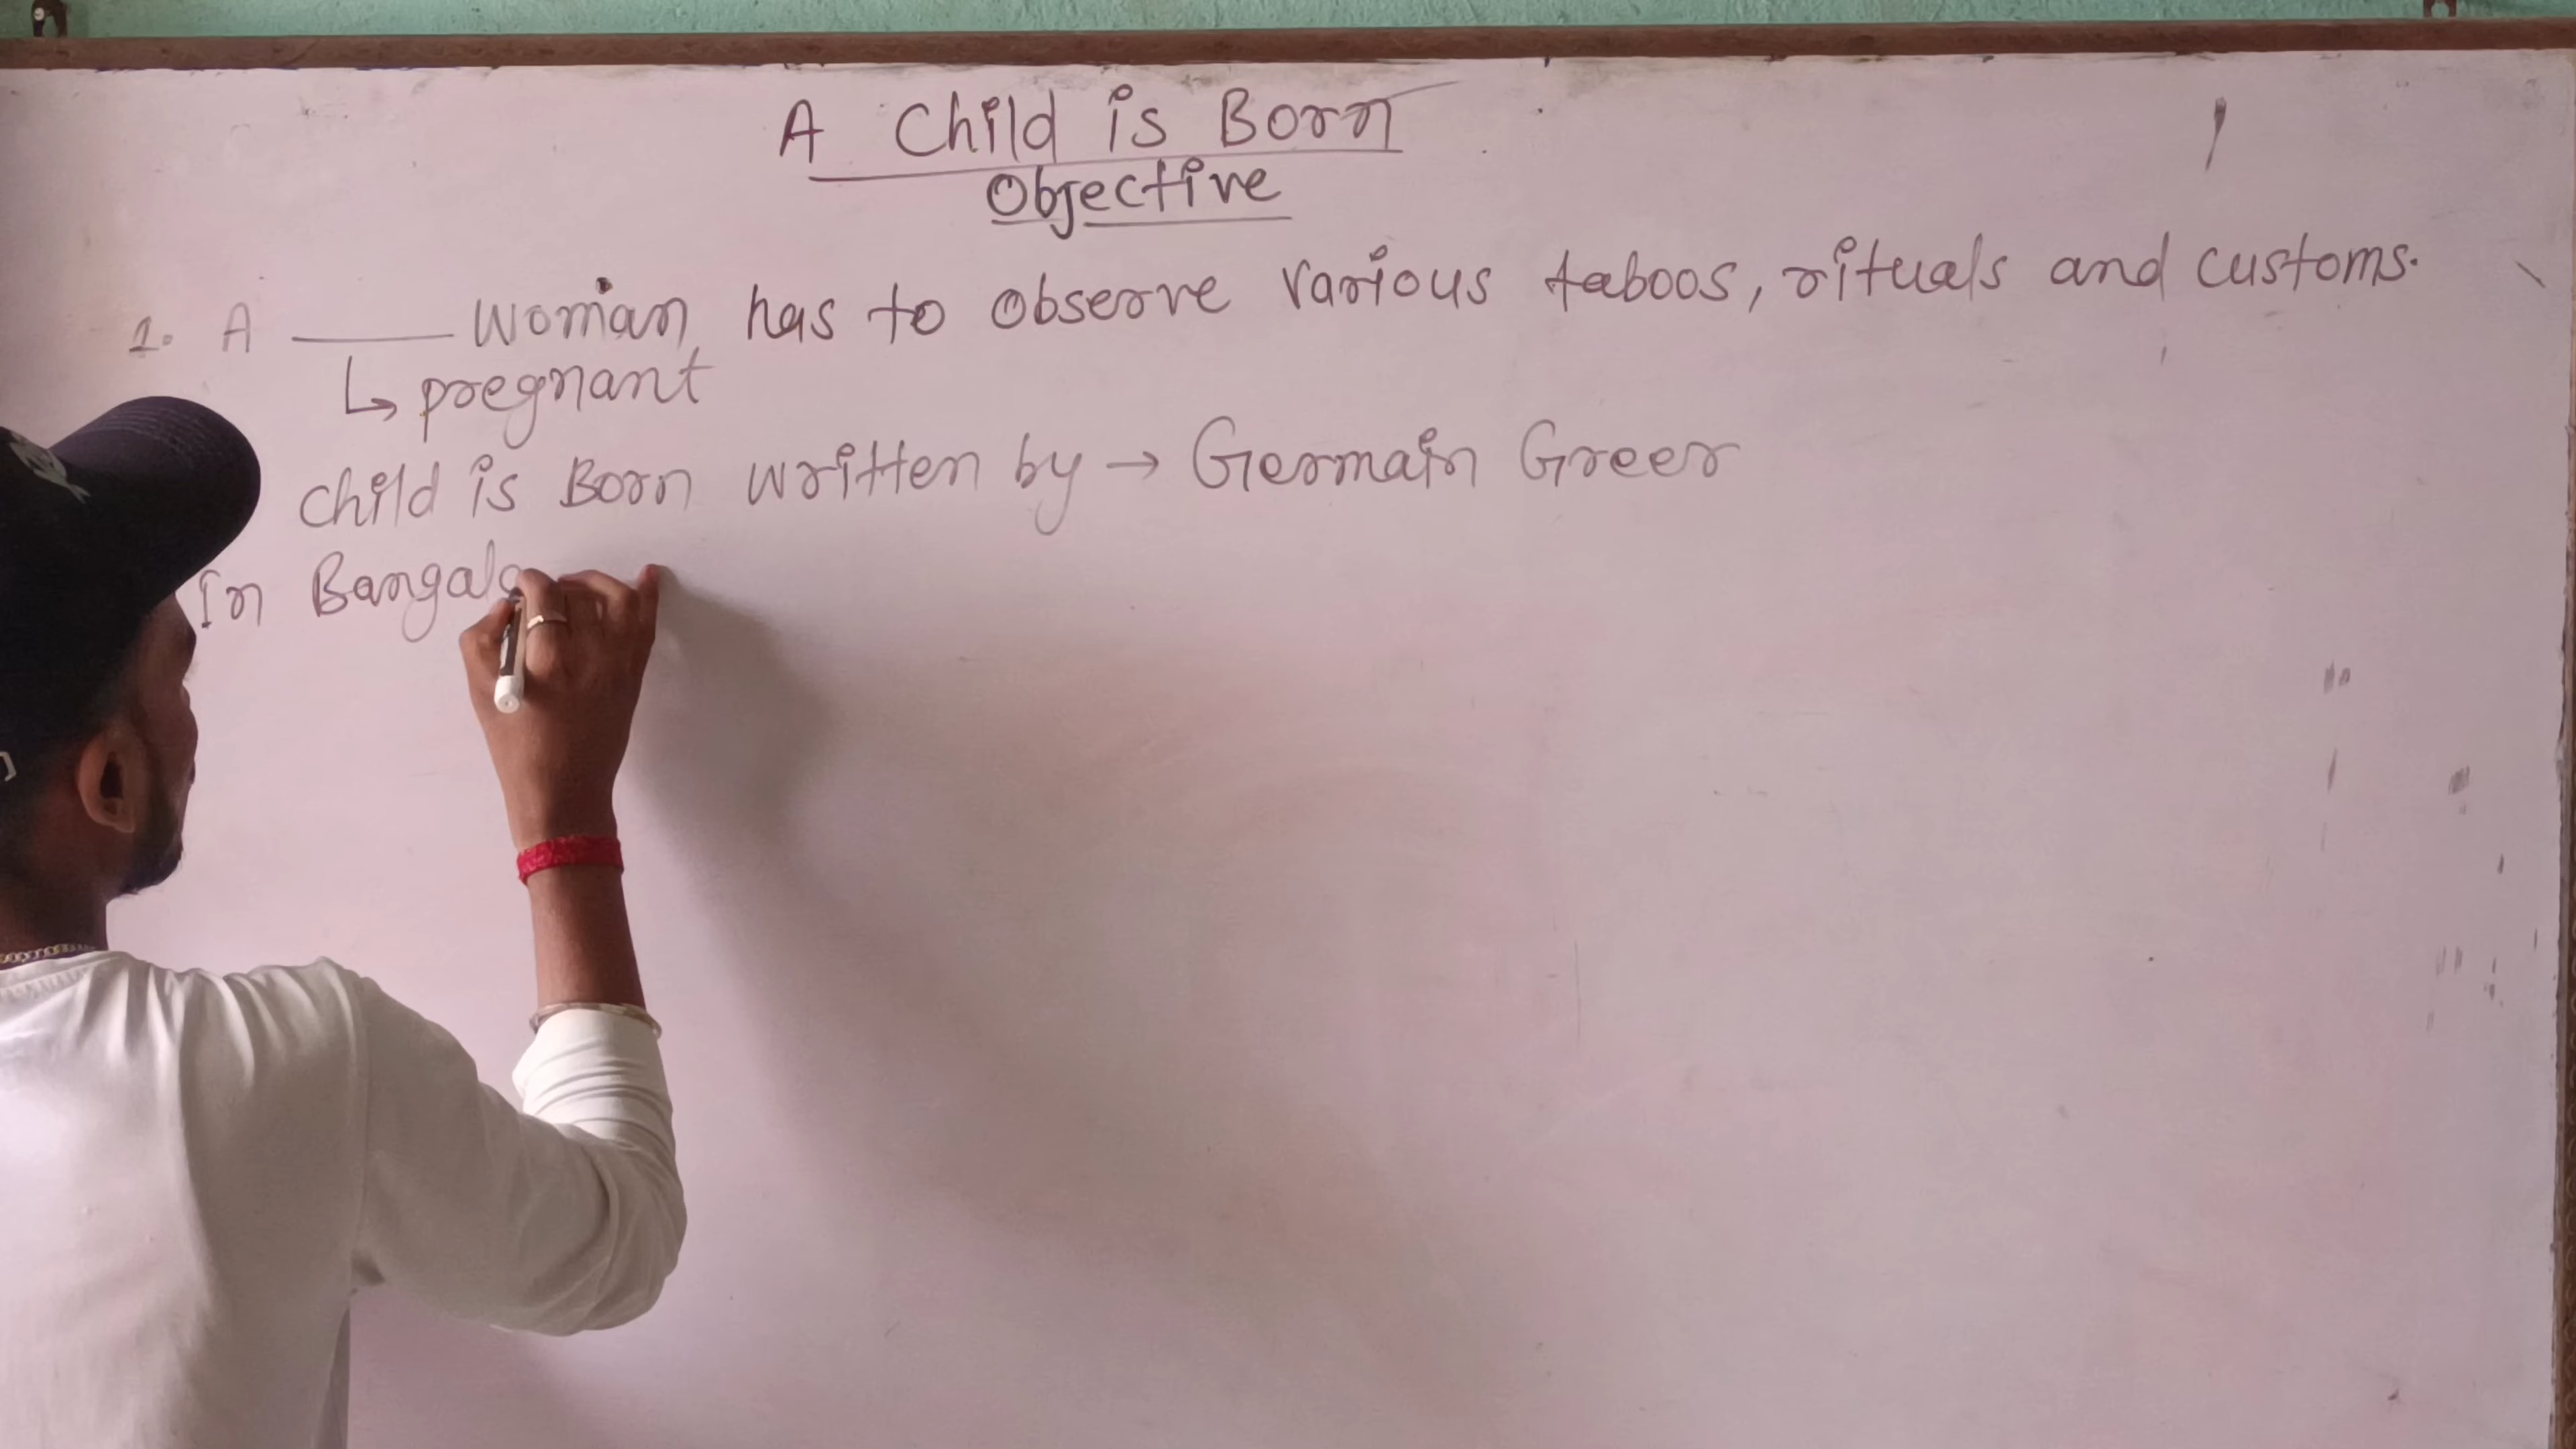 A Child is Born
Objective
1. A ____ Woman has to observe various taboos, rituals and customs.
↳ pregnant
child is Born written by → Germain Greer
In